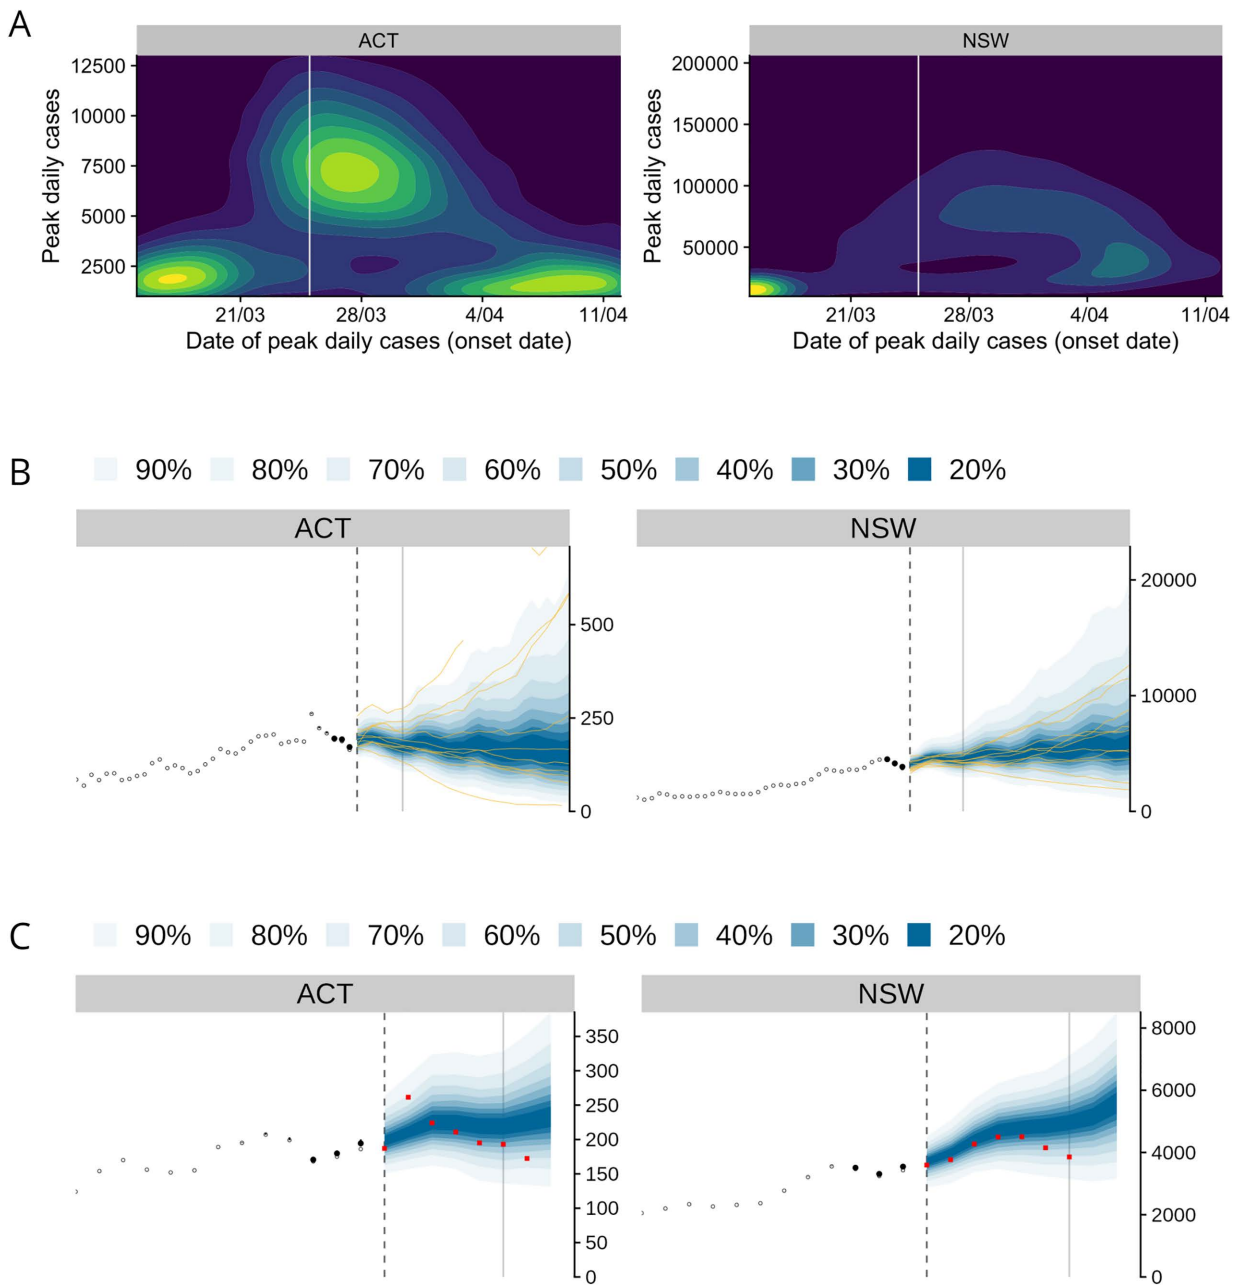 A
ACT
NSW
Peak daily cases
12500
10000
7500
5000
2500
21/03
28/03
4/04
11/04
Date of peak daily cases (onset date)
Peak daily cases
200000
150000
100000
50000
21/03
28/03
4/04
11/04
Date of peak daily cases (onset date)
B
90% 80% 70% 60% 50% 40% 30% 20%
ACT
NSW
500
250
0
20000
10000
0
C
90% 80% 70% 60% 50% 40% 30% 20%
ACT
NSW
350
300
250
200
150
100
50
0
8000
6000
4000
2000
0